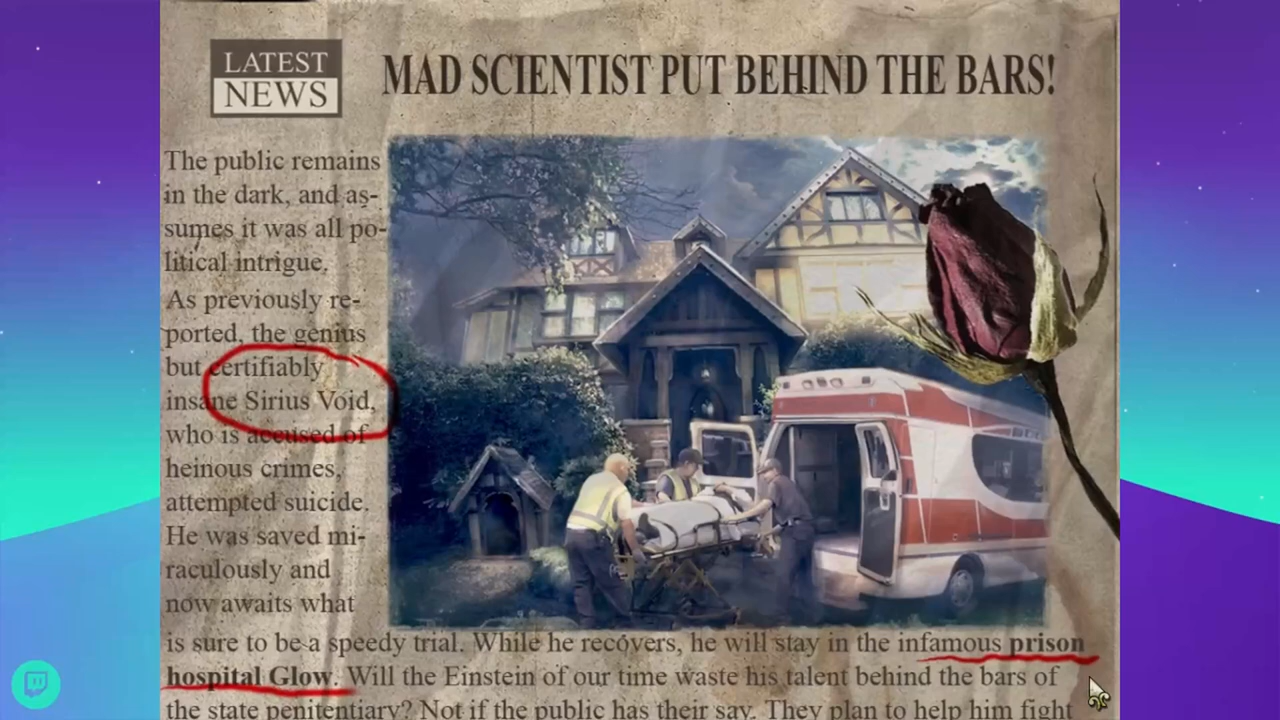 LATEST
NEWS
MAD SCIENTIST PUT BEHIND THE BARS!
The public remains
in the dark, and as-
sumes it was all po-
litical intrigue.
As previously re-
ported, the genius
but certifiably
insane Sirius Void,
who is accused of
heinous crimes,
attempted suicide.
He was saved mi-
raculously and
now awaits what
is sure to be a speedy trial. While he recovers, he will stay in the infamous prison
hospital Glow. Will the Einstein of our time waste his talent behind the bars of
the state penitentiary? Not if the public has their say. They plan to help him fight